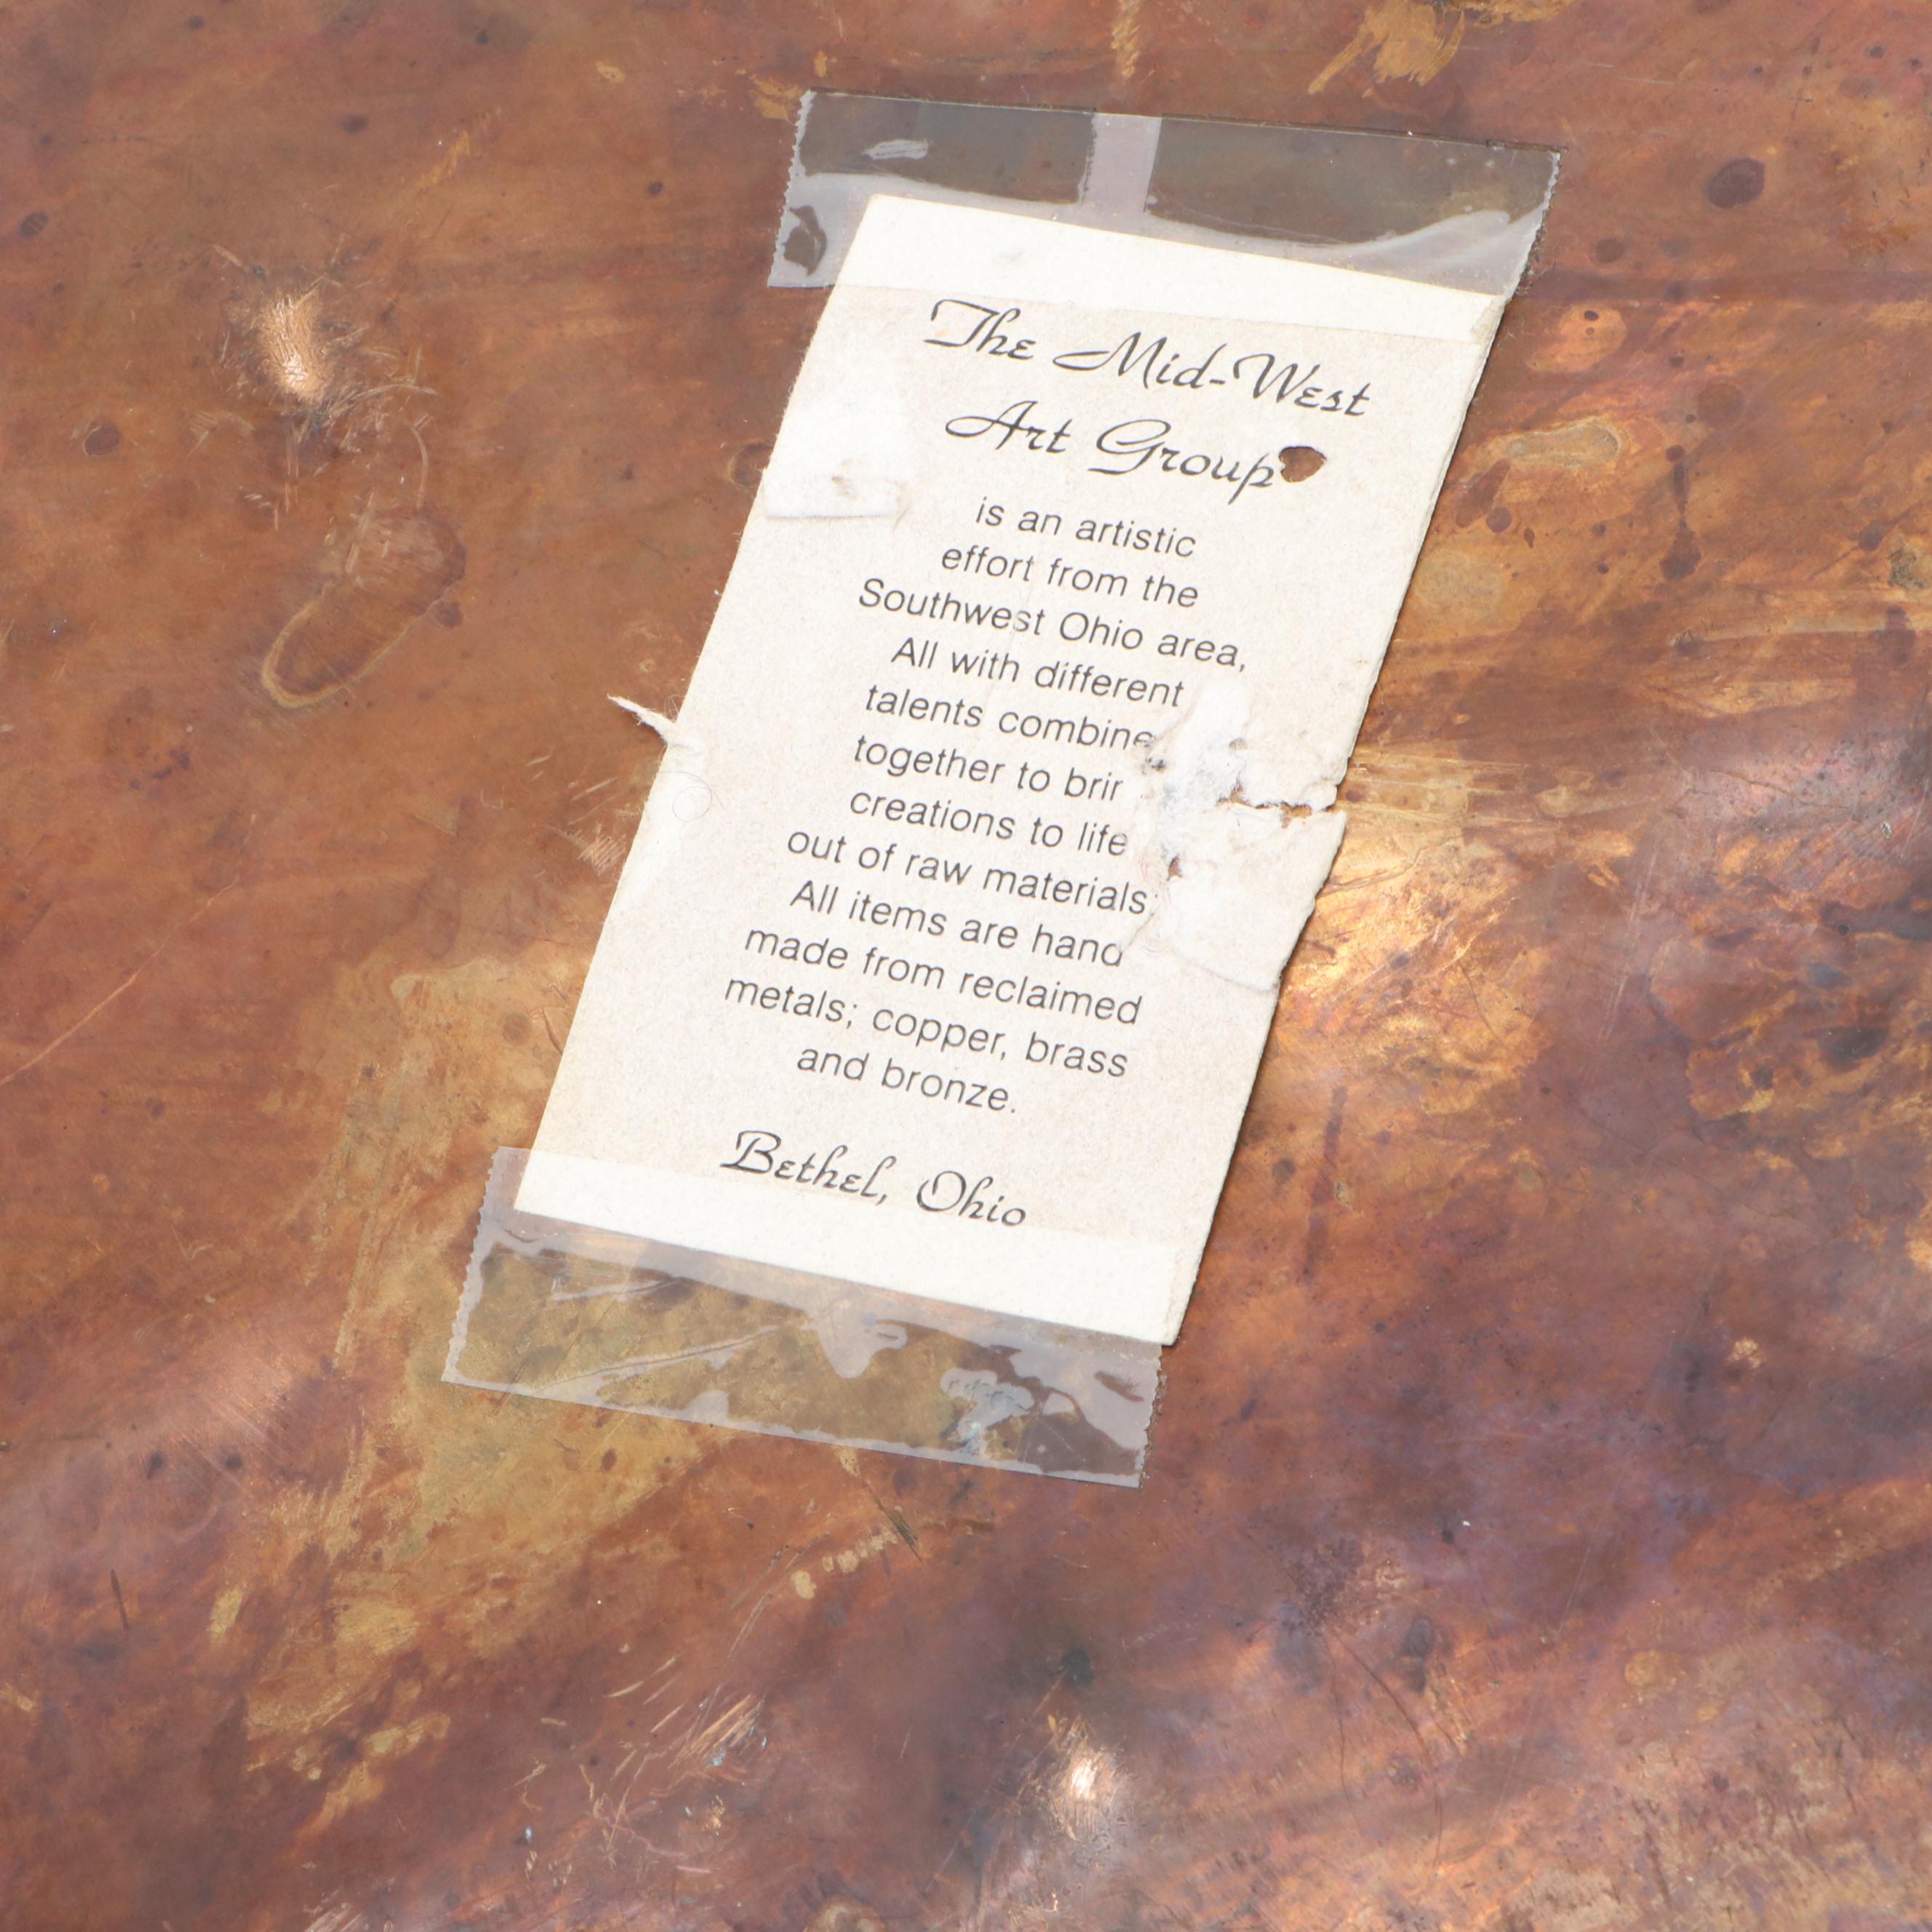 The Mid-West
Art Group
is an artistic
effort from the
Southwest Ohio area,
All with different
talents combine
together to
creations to life
out of raw materials;
All items are hand
made from reclaimed
metals; copper, brass
and bronze.
Bethel, Ohio